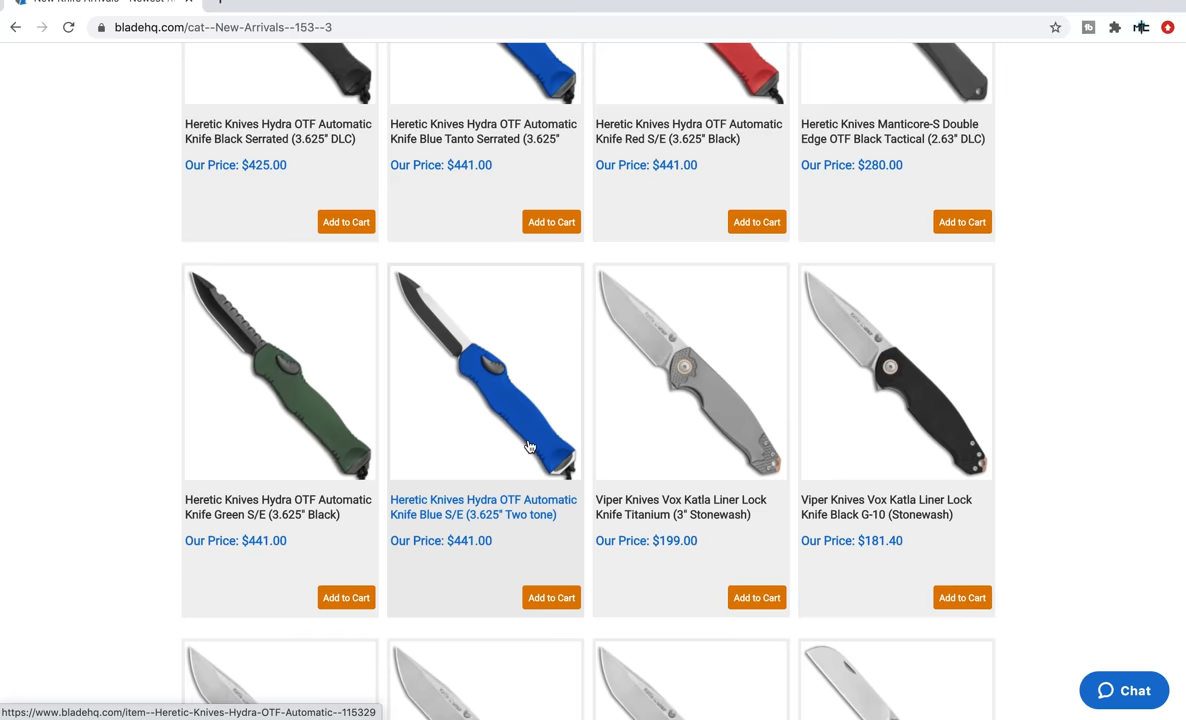 bladehq.com/cat--New-Arrivals--153--3
Heretic Knives Hydra OTF Automatic
Knife Black Serrated (3.625" DLC)
Our Price: $425.00
Add to Cart
Heretic Knives Hydra OTF Automatic
Knife Blue Tanto Serrated (3.625"
Our Price: $441.00
Add to Cart
Heretic Knives Hydra OTF Automatic
Knife Red S/E (3.625" Black)
Our Price: $441.00
Add to Cart
Heretic Knives Manticore-S Double
Edge OTF Black Tactical (2.63" DLC)
Our Price: $280.00
Add to Cart
Heretic Knives Hydra OTF Automatic
Knife Green S/E (3.625" Black)
Our Price: $441.00
Add to Cart
Heretic Knives Hydra OTF Automatic
Knife Blue S/E (3.625" Two tone)
Our Price: $441.00
Add to Cart
Viper Knives Vox Katla Liner Lock
Knife Titanium (3" Stonewash)
Our Price: $199.00
Add to Cart
Viper Knives Vox Katla Liner Lock
Knife Black G-10 (Stonewash)
Our Price: $181.40
Add to Cart
Chat
https://www.bladehq.com/item--Heretic-Knives-Hydra-OTF-Automatic--115329